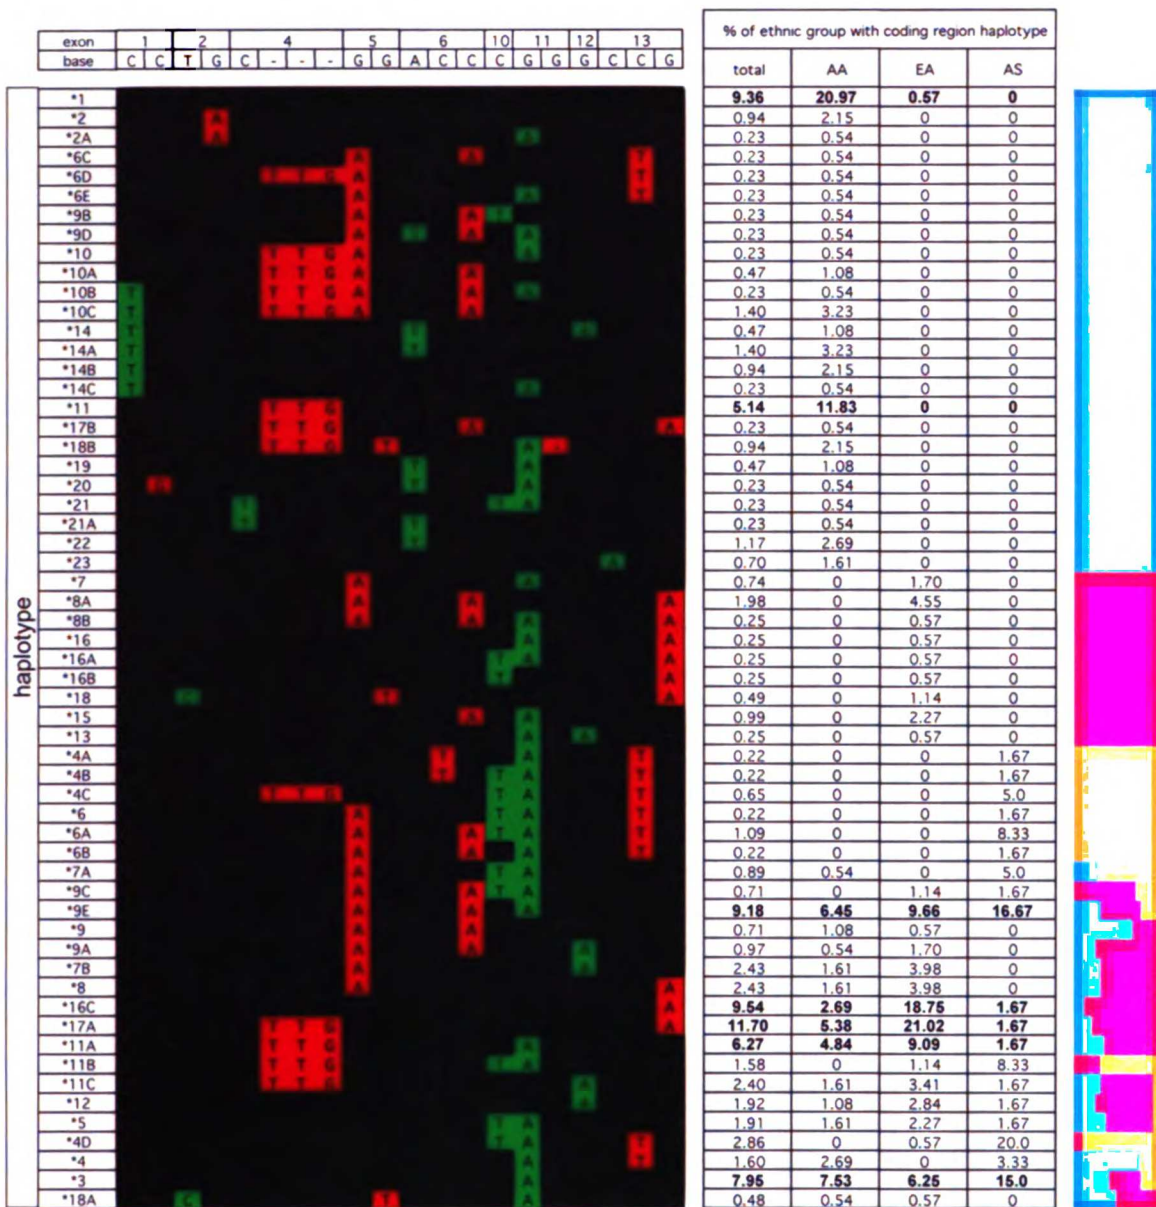 % of ethnic group with coding region haplotype
exon 1 2 4 5 6 10 11 12 13
base C C T G C - - - G G A C C C G G G C C G
total AA EA AS
haplotype
*1 9.36 20.97 0.57 0
*2 A 0.94 2.15 0 0
*2A A A 0.23 0.54 0 0
*6C A A T 0.23 0.54 0 0
*6D T T G A T 0.23 0.54 0 0
*6E A A T 0.23 0.54 0 0
*9B A A T 0.23 0.54 0 0
*9D A A A 0.23 0.54 0 0
*10 T T G A A 0.23 0.54 0 0
*10A T T G A A 0.47 1.08 0 0
*10B T T T G A A A 0.23 0.54 0 0
*10C T T T G A A 1.40 3.23 0 0
*14 T T 0.47 1.08 0 0
*14A T T 1.40 3.23 0 0
*14B T 0.94 2.15 0 0
*14C T 0.23 0.54 0 0
*11 T T G 5.14 11.83 0 0
*17B T T G A A 0.23 0.54 0 0
*18B T T G T A 0.94 2.15 0 0
*19 T A 0.47 1.08 0 0
*20 T A 0.23 0.54 0 0
*21 T T A 0.23 0.54 0 0
*21A T T 0.23 0.54 0 0
*22 T 1.17 2.69 0 0
*23 A 0.70 1.61 0 0
*7 A A 0.74 0 1.70 0
*8A A A A 1.98 0 4.55 0
*8B A A A A 0.25 0 0.57 0
*16 A A 0.25 0 0.57 0
*16A T A A 0.25 0 0.57 0
*16B T A 0.25 0 0.57 0
*18 T A 0.49 0 1.14 0
*15 A A 0.99 0 2.27 0
*13 A A 0.25 0 0.57 0
*4A T A T 0.22 0 0 1.67
*4B T T A T 0.22 0 0 1.67
*4C T T G T A T 0.65 0 0 5.0
*6 A T A T 0.22 0 0 1.67
*6A A A T A T 1.09 0 0 8.33
*6B A A A T 0.22 0 0 1.67
*7A A T A 0.89 0.54 0 5.0
*9C A A T A 0.71 0 1.14 1.67
*9E A A A 9.18 6.45 9.66 16.67
*9 A A 0.71 1.08 0.57 0
*9A A A A 0.97 0.54 1.70 0
*7B A A 2.43 1.61 3.98 0
*8 A A 2.43 1.61 3.98 0
*16C A 9.54 2.69 18.75 1.67
*17A T T G A 11.70 5.38 21.02 1.67
*11A T T G A 6.27 4.84 9.09 1.67
*11B T T G T A 1.58 0 1.14 8.33
*11C T T G A 2.40 1.61 3.41 1.67
*12 A 1.92 1.08 2.84 1.67
*5 T A 1.91 1.61 2.27 1.67
*4D T A T 2.86 0 0.57 20.0
*4 A T 1.60 2.69 0 3.33
*3 A 7.95 7.53 6.25 15.0
*18A C T A 0.48 0.54 0.57 0